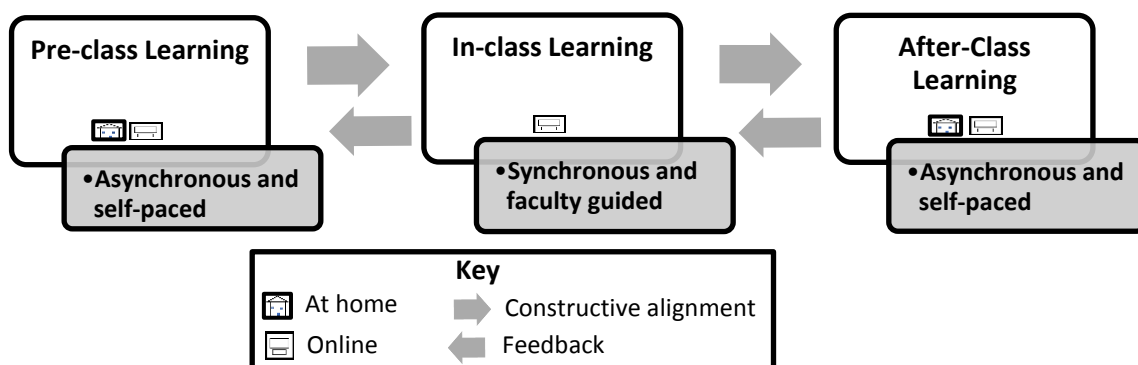 Pre-class Learning
•Asynchronous and
self-paced
In-class Learning
•Synchronous and
faculty guided
After-Class
Learning
•Asynchronous and
self-paced
Key
At home
Constructive alignment
Online
Feedback